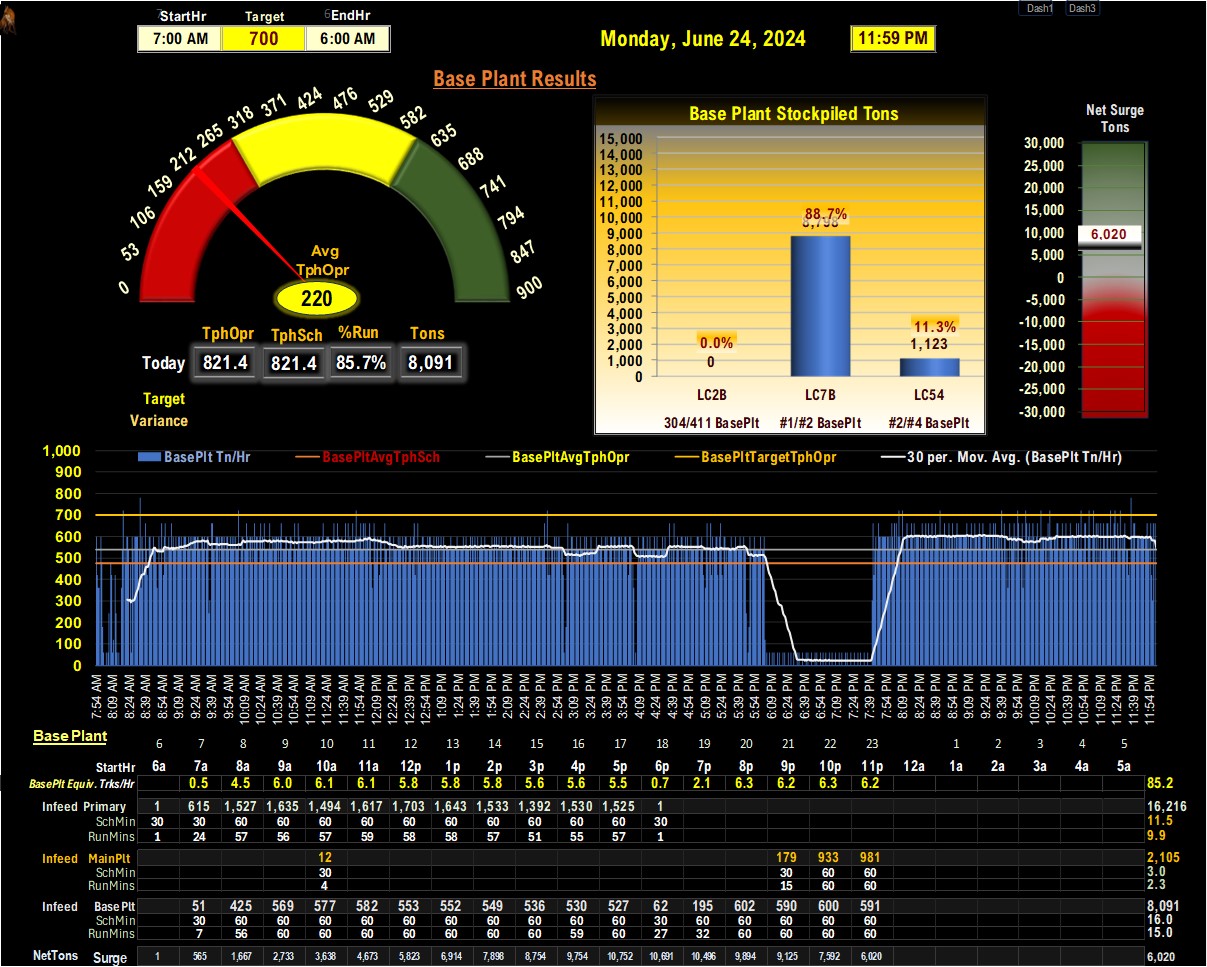 StartHr Target EndHr
7:00 AM 700 6:00 AM
Monday, June 24, 2024 11:59 PM
Dash1 Dash3
Base Plant Results
0 53 106 159 212 265 318 371 424 476 529 582 635 688 741 794 847 900
Avg
TphOpr
220
TphOpr TphSch %Run Tons
Today 821.4 821.4 85.7% 8,091
Target
Variance
Base Plant Stockpiled Tons
15,000
14,000
13,000
12,000
11,000
10,000
9,000
8,000
7,000
6,000
5,000
4,000
3,000
2,000
1,000
0
0.0%
0
88.7%
8,798
11.3%
1,123
LC2B LC7B LC54
304/411 BasePlt #1/#2 BasePlt #2/#4 BasePlt
Net Surge
Tons
30,000
25,000
20,000
15,000
10,000
5,000
0
-5,000
-10,000
-15,000
-20,000
-25,000
-30,000
6,020
BasePlt Tn/Hr BasePltAvgTphSch BasePltAvgTphOpr BasePltTargetTphOpr 30 per. Mov. Avg. (BasePlt Tn/Hr)
1,000
900
800
700
600
500
400
300
200
100
0
7:54 AM 8:09 AM 8:24 AM 8:39 AM 8:54 AM 9:09 AM 9:24 AM 9:39 AM 9:54 AM 10:09 AM 10:24 AM 10:39 AM 10:54 AM 11:09 AM 11:24 AM 11:39 AM 11:54 AM 12:09 PM 12:24 PM 12:39 PM 12:54 PM 1:09 PM 1:24 PM 1:39 PM 1:54 PM 2:09 PM 2:24 PM 2:39 PM 2:54 PM 3:09 PM 3:24 PM 3:39 PM 3:54 PM 4:09 PM 4:24 PM 4:39 PM 4:54 PM 5:09 PM 5:24 PM 5:39 PM 5:54 PM 6:09 PM 6:24 PM 6:39 PM 6:54 PM 7:09 PM 7:24 PM 7:39 PM 7:54 PM 8:09 PM 8:24 PM 8:39 PM 8:54 PM 9:09 PM 9:24 PM 9:39 PM 9:54 PM 10:09 PM 10:24 PM 10:39 PM 10:54 PM 11:09 PM 11:24 PM 11:39 PM 11:54 PM
Base Plant
6 7 8 9 10 11 12 13 14 15 16 17 18 19 20 21 22 23 1 2 3 4 5
StartHr 6a 7a 8a 9a 10a 11a 12p 1p 2p 3p 4p 5p 6p 7p 8p 9p 10p 11p 12a 1a 2a 3a 4a 5a
BasePlt Equiv. Trks/Hr 0.5 4.5 6.0 6.1 6.1 5.8 5.8 5.8 5.6 5.6 5.5 0.7 2.1 6.3 6.2 6.3 6.2 85.2
Infeed Primary 1 615 1,527 1,635 1,494 1,617 1,703 1,643 1,533 1,392 1,530 1,525 1 16,216
SchMin 30 30 60 60 60 60 60 60 60 60 60 60 30 11.5
RunMins 1 24 57 56 57 59 58 58 57 51 55 57 1 9.9
Infeed MainPlt 12 179 933 981 2,105
SchMin 30 30 60 60 3.0
RunMins 4 15 60 60 2.3
Infeed BasePlt 51 425 569 577 582 553 552 549 536 530 527 62 195 602 590 600 591 8,091
SchMin 30 60 60 60 60 60 60 60 60 60 60 30 60 60 60 60 60 16.0
RunMins 7 56 60 60 60 60 60 60 60 59 60 27 32 60 60 60 60 15.0
NetTons Surge 1 565 1,667 2,733 3,638 4,673 5,823 6,914 7,898 8,754 9,754 10,752 10,691 10,496 9,894 9,125 7,592 6,020 6,020